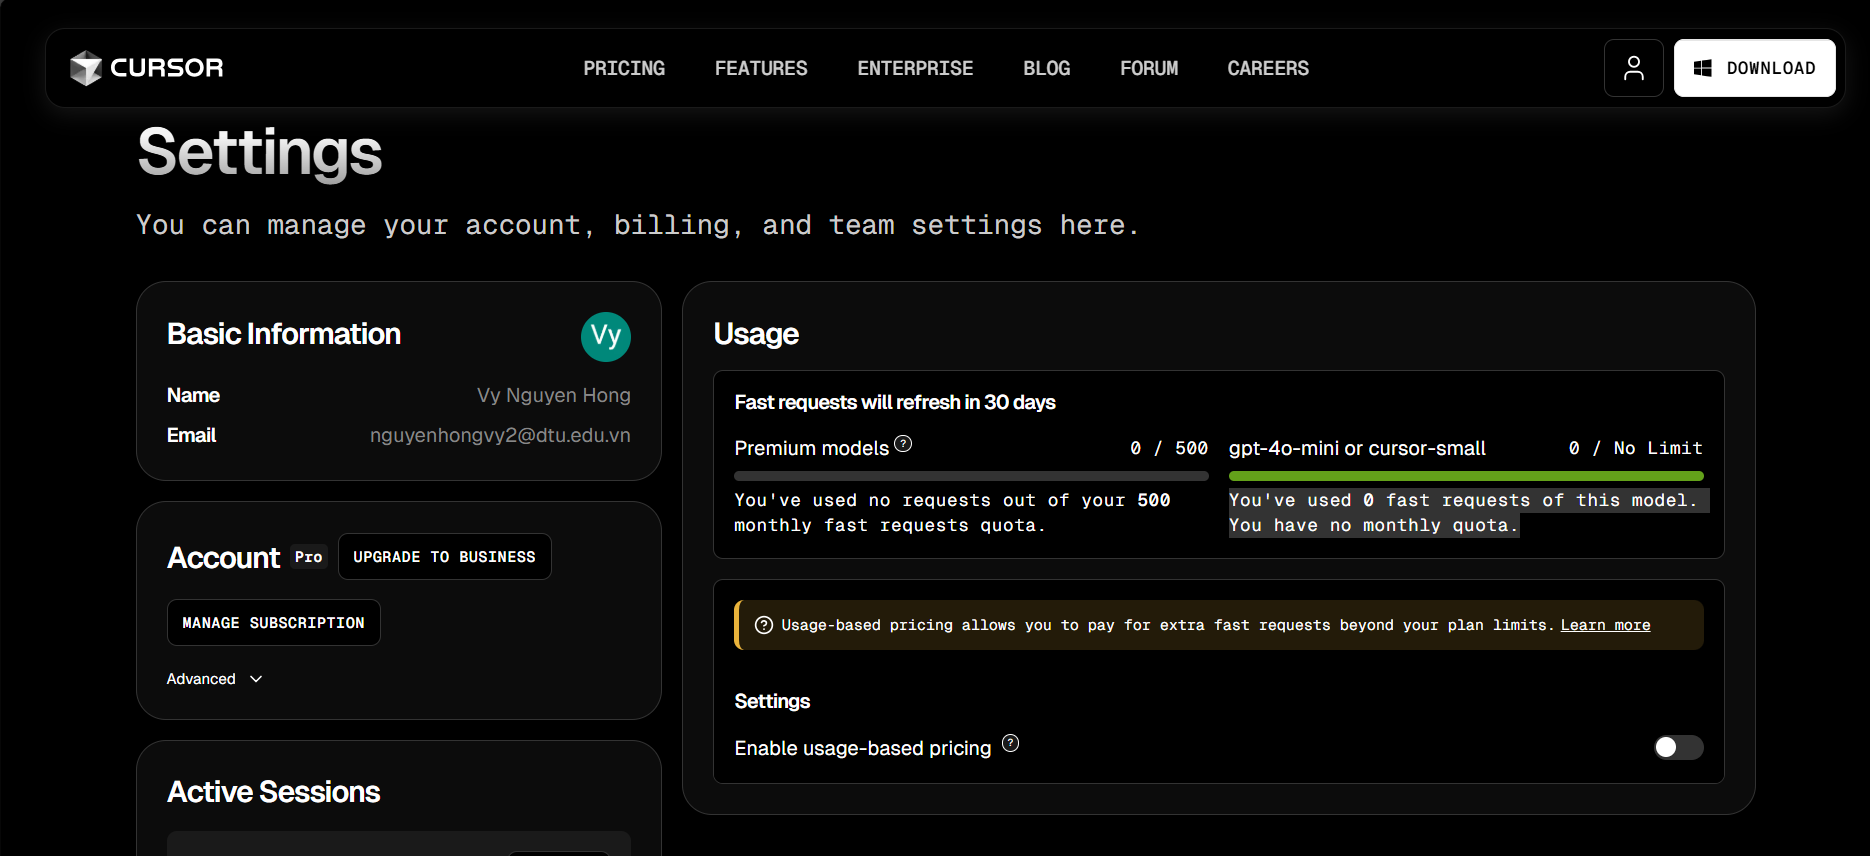 CURSOR
PRICING
FEATURES
ENTERPRISE
BLOG
FORUM
CAREERS
DOWNLOAD
Settings
You can manage your account, billing, and team settings here.
Basic Information
Vy
Name
Vy Nguyen Hong
Email
nguyenhongvy2@dtu.edu.vn
Account
Pro
UPGRADE TO BUSINESS
MANAGE SUBSCRIPTION
Advanced
Active Sessions
Usage
Fast requests will refresh in 30 days
Premium models ?
0 / 500
You've used no requests out of your 500
monthly fast requests quota.
gpt-4o-mini or cursor-small
0 / No Limit
You've used 0 fast requests of this model.
You have no monthly quota.
? Usage-based pricing allows you to pay for extra fast requests beyond your plan limits. Learn more
Settings
Enable usage-based pricing ?